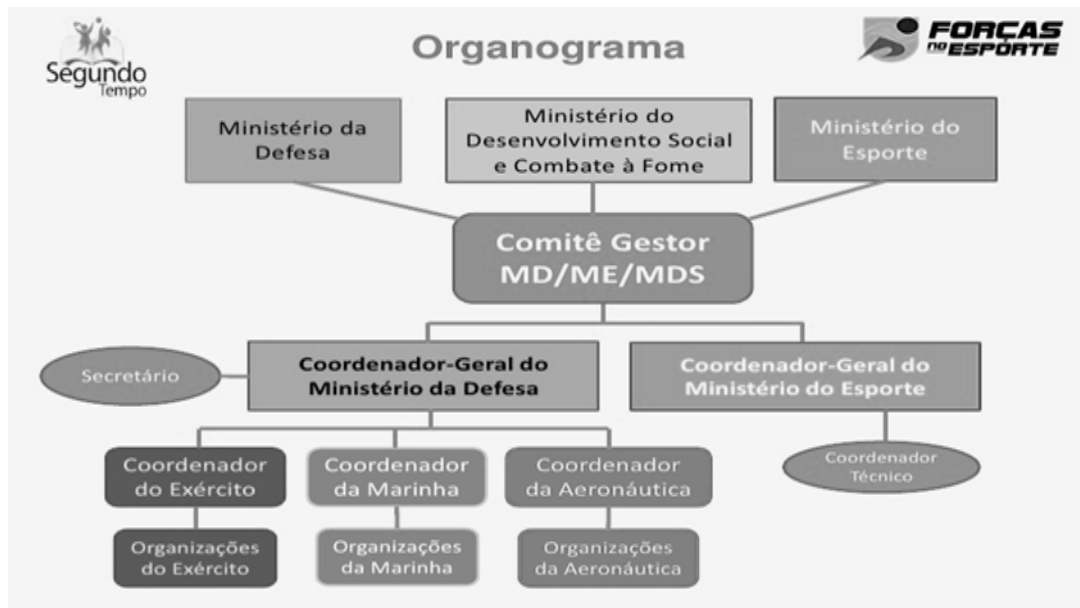 Segundo
Tempo
Organograma
FORÇAS
NO ESPORTE
Ministério da
Defesa
Ministério do
Desenvolvimento Social
e Combate à Fome
Ministério do
Esporte
Comitê Gestor
MD/ME/MDS
Secretário
Coordenador-Geral do
Ministério da Defesa
Coordenador-Geral do
Ministério do Esporte
Coordenador
do Exército
Coordenador
da Marinha
Coordenador
da Aeronáutica
Coordenador
Técnico
Organizações
do Exército
Organizações
da Marinha
Organizações
da Aeronáutica